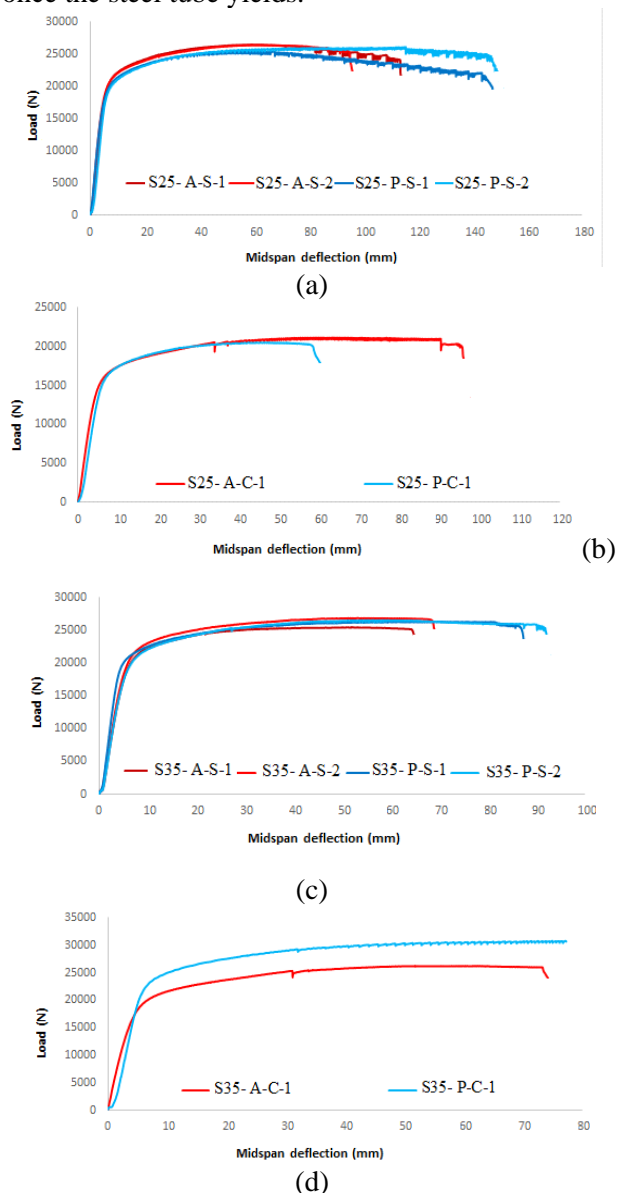 once the steel tube yields.
30000
25000
20000
15000
10000
5000
0
Load (N)
S25- A-S-1 S25- A-S-2 S25- P-S-1 S25- P-S-2
0 20 40 60 80 100 120 140 160 180
Midspan deflection (mm)
(a)
25000
20000
15000
10000
5000
0
Load (N)
S25- A-C-1 S25- P-C-1
0 10 20 30 40 50 60 70 80 90 100 110 120
Midspan deflection (mm)
(b)
30000
25000
20000
15000
10000
5000
0
Load (N)
S35- A-S-1 S35- A-S-2 S35- P-S-1 S35- P-S-2
0 10 20 30 40 50 60 70 80 90 100
Midspan deflection (mm)
(c)
35000
30000
25000
20000
15000
10000
5000
0
Load (N)
S35- A-C-1 S35- P-C-1
0 10 20 30 40 50 60 70 80
Midspan deflection (mm)
(d)